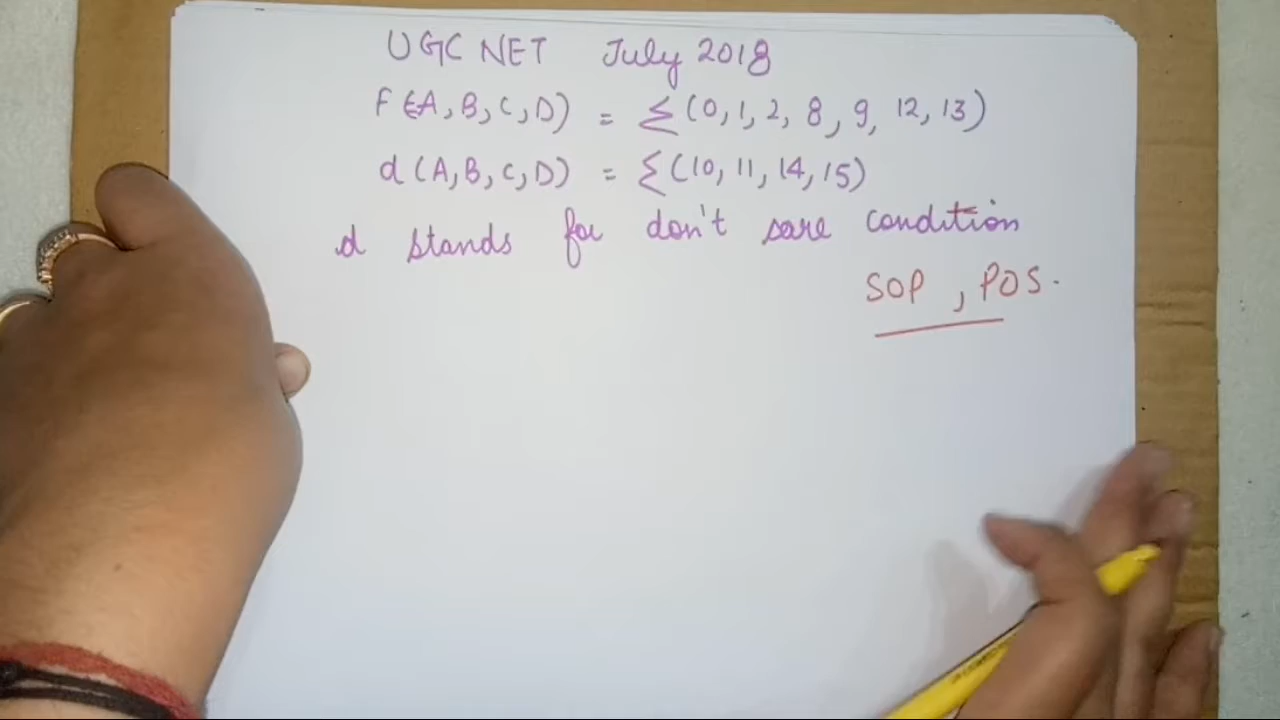 UGC NET July 2018
F(A, B, C, D) = Σ(0, 1, 2, 8, 9, 12, 13)
d(A, B, C, D) = Σ(10, 11, 14, 15)
d stands for don't care condition
SOP, POS.